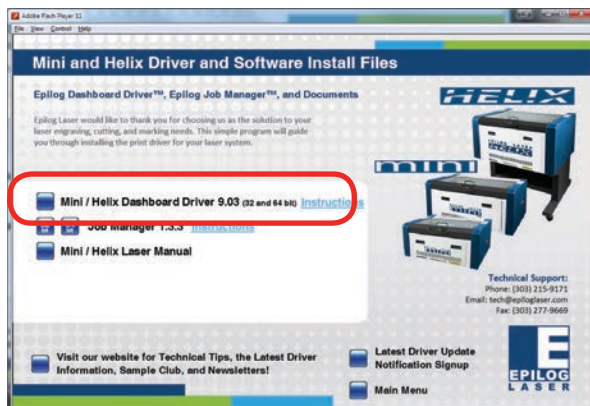 Adobe Flash Player 11
File View Control Help
Mini and Helix Driver and Software Install Files
Epilog Dashboard Driver™, Epilog Job Manager™, and Documents
HELIX
Epilog Laser would like to thank you for choosing us as the solution to your
laser engraving, cutting, and marking needs. This simple program will guide
you through installing the print driver for your laser system.
mini
Mini / Helix Dashboard Driver 9.03 (32 and 64 bit) Instructions
Job Manager 1.3.3 Instructions
Mini / Helix Laser Manual
Technical Support:
Phone: (303) 215-9171
Email: tech@epiloglaser.com
Fax: (303) 277-9669
Visit our website for Technical Tips, the Latest Driver
Information, Sample Club, and Newsletters!
Latest Driver Update
Notification Signup
Main Menu
EPILOG
LASER